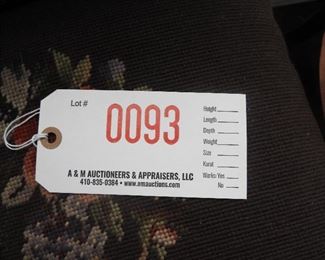 Lot #
0093
Height
Length
Depth
Weight
Size
Karat
Works: Yes
No
A & M AUCTIONEERS & APPRAISERS, LLC
410-835-0384 • www.amauctions.com